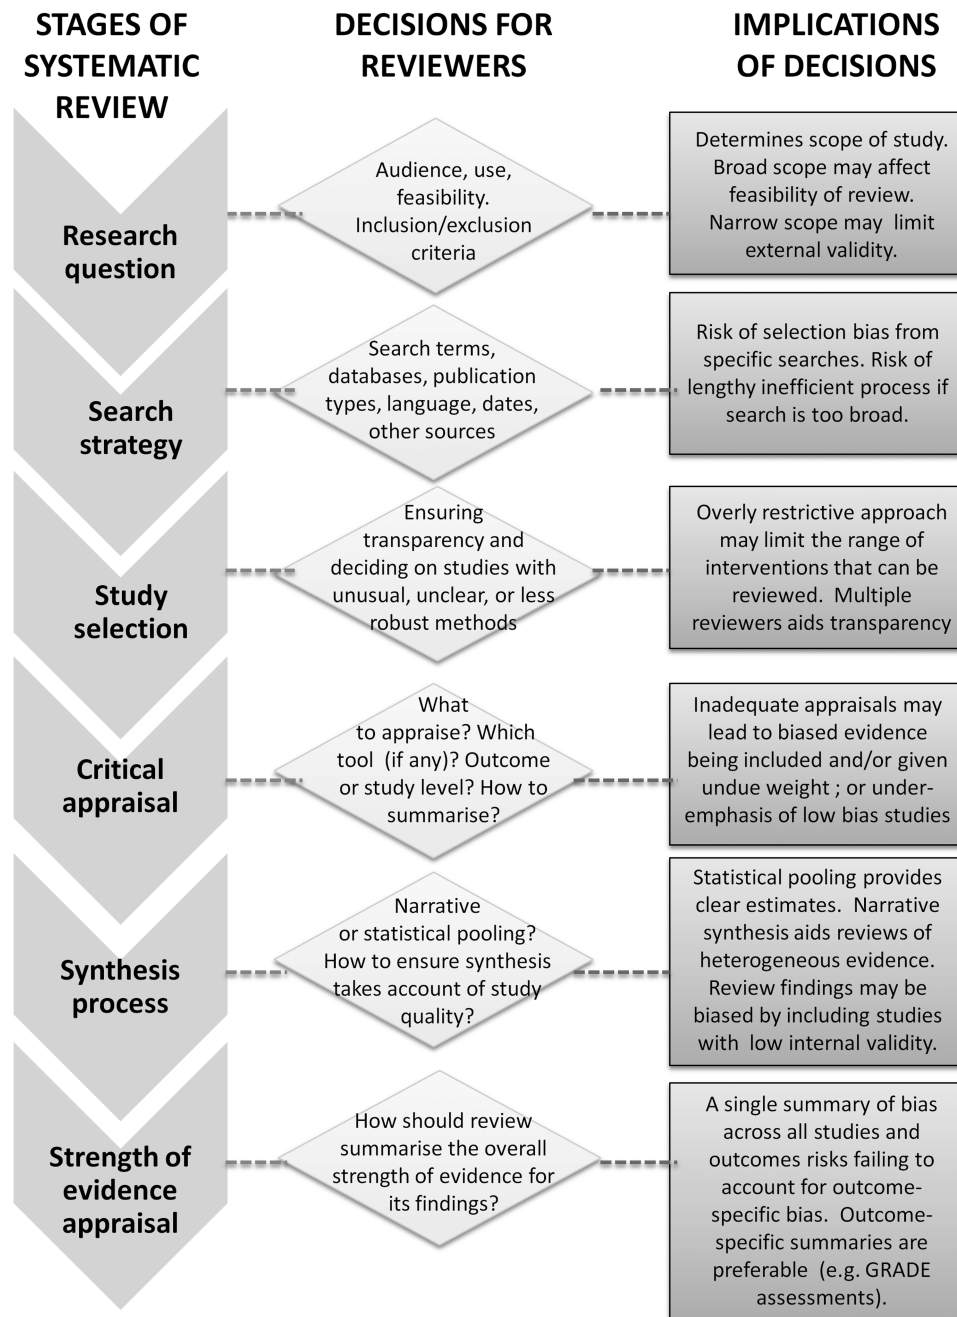 STAGES OF
SYSTEMATIC
REVIEW
DECISIONS FOR
REVIEWERS
IMPLICATIONS
OF DECISIONS
Research
question
Audience, use,
feasibility.
Inclusion/exclusion
criteria
Determines scope of study.
Broad scope may affect
feasibility of review.
Narrow scope may limit
external validity.
Search
strategy
Search terms,
databases, publication
types, language, dates,
other sources
Risk of selection bias from
specific searches. Risk of
lengthy inefficient process if
search is too broad.
Study
selection
Ensuring
transparency and
deciding on studies with
unusual, unclear, or less
robust methods
Overly restrictive approach
may limit the range of
interventions that can be
reviewed. Multiple
reviewers aids transparency
Critical
appraisal
What
to appraise? Which
tool (if any)? Outcome
or study level? How to
summarise?
Inadequate appraisals may
lead to biased evidence
being included and/or given
undue weight ; or under-
emphasis of low bias studies
Synthesis
process
Narrative
or statistical pooling?
How to ensure synthesis
takes account of study
quality?
Statistical pooling provides
clear estimates. Narrative
synthesis aids reviews of
heterogeneous evidence.
Review findings may be
biased by including studies
with low internal validity.
Strength of
evidence
appraisal
How should review
summarise the overall
strength of evidence for
its findings?
A single summary of bias
across all studies and
outcomes risks failing to
account for outcome-
specific bias. Outcome-
specific summaries are
preferable (e.g. GRADE
assessments).